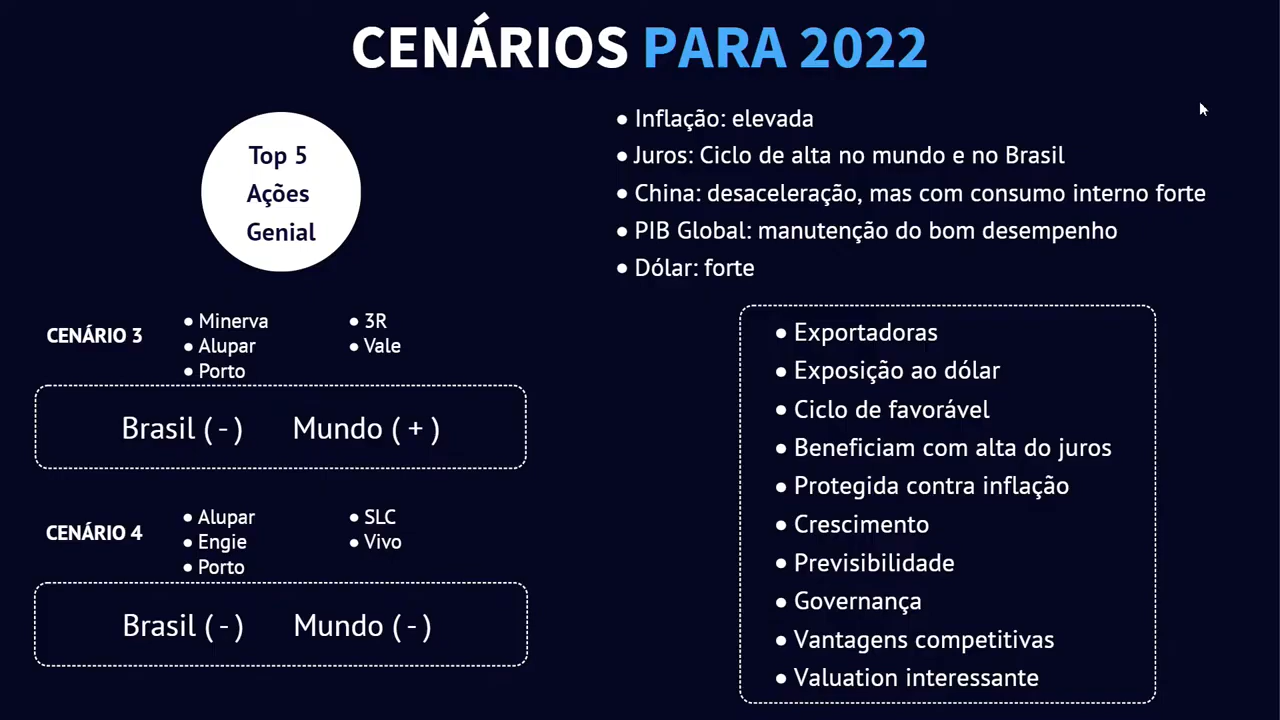 CENÁRIOS PARA 2022
Top 5
Ações
Genial
• Inflação: elevada
• Juros: Ciclo de alta no mundo e no Brasil
• China: desaceleração, mas com consumo interno forte
• PIB Global: manutenção do bom desempenho
• Dólar: forte
CENÁRIO 3
• Minerva
• Alupar
• Porto
• 3R
• Vale
Brasil ( - ) Mundo ( + )
CENÁRIO 4
• Alupar
• Engie
• Porto
• SLC
• Vivo
Brasil ( - ) Mundo ( - )
• Exportadoras
• Exposição ao dólar
• Ciclo de favorável
• Beneficiam com alta do juros
• Protegida contra inflação
• Crescimento
• Previsibilidade
• Governança
• Vantagens competitivas
• Valuation interessante